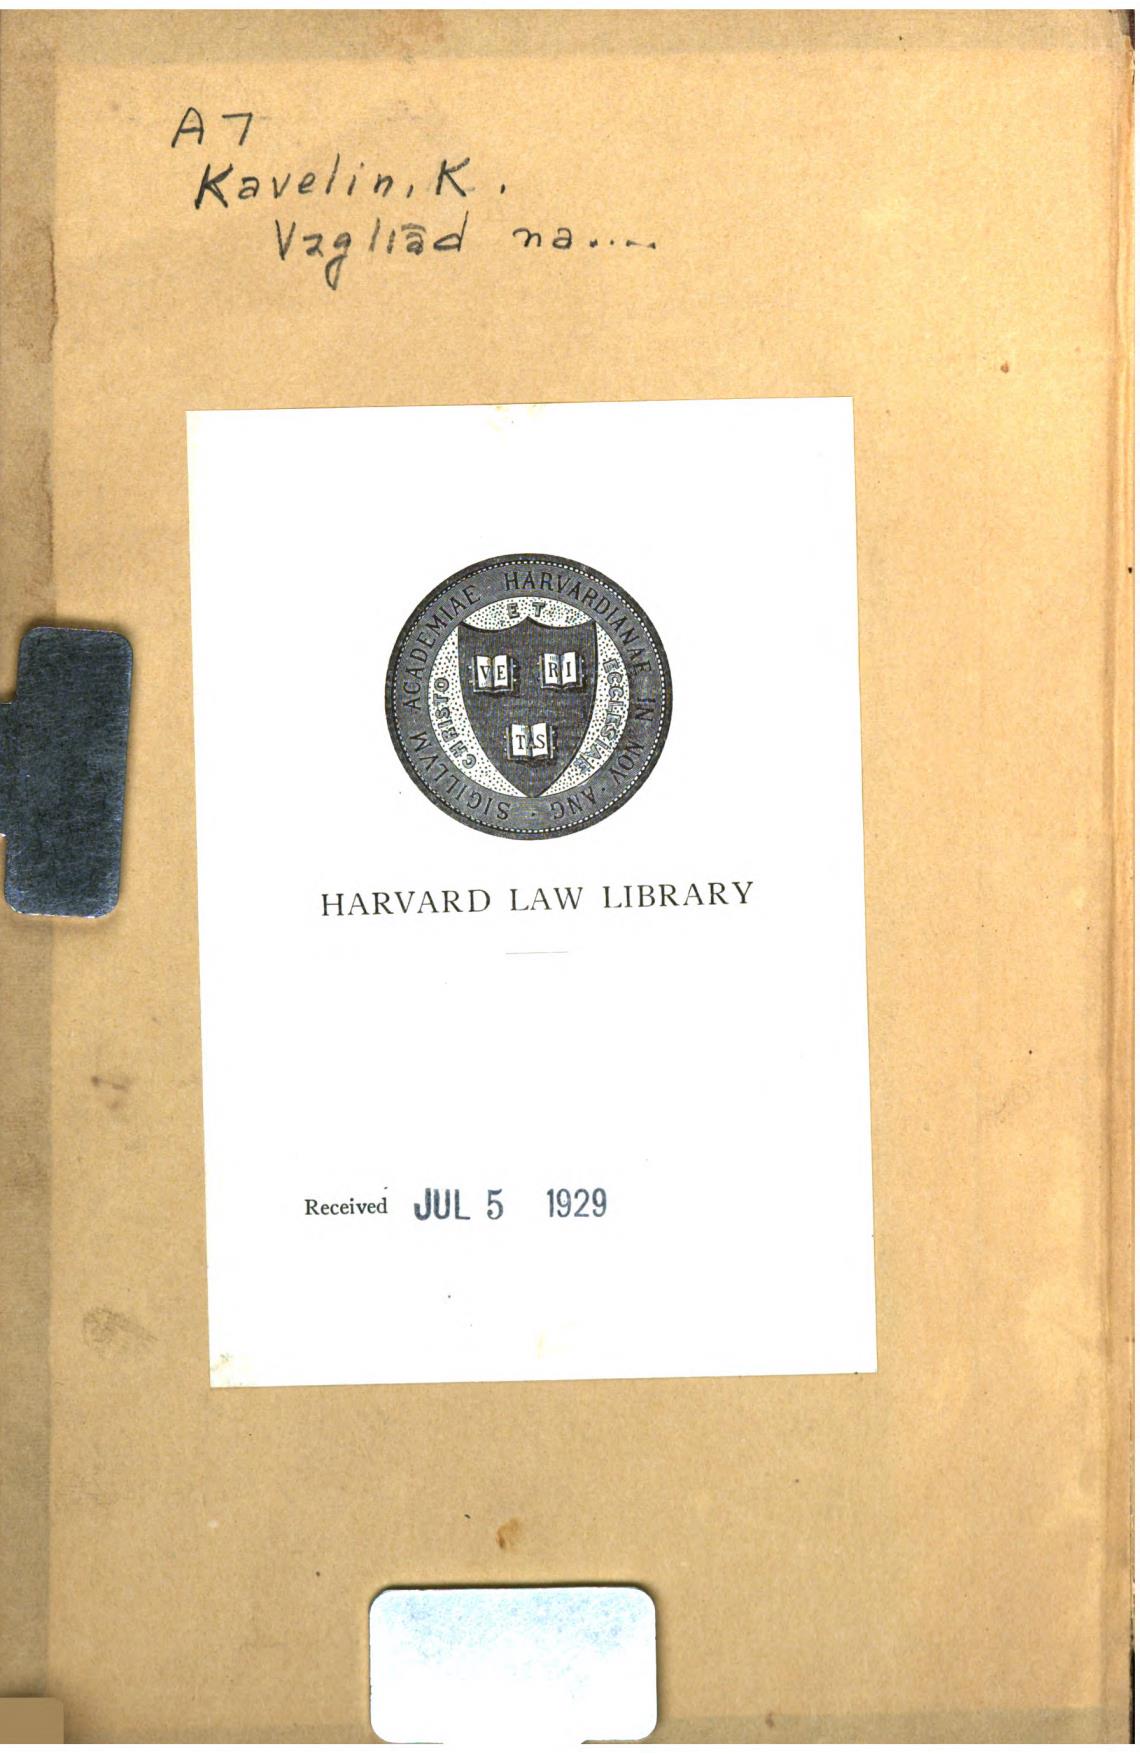 A7
Kavelin, K.
Vzgliād na.....
SIGILLVM ACADEMIAE HARVARDIANAE IN NOV · ANG ·
CHRISTO ET ECCLESIAE
VE RI
TAS
HARVARD LAW LIBRARY
Received JUL 5 1929